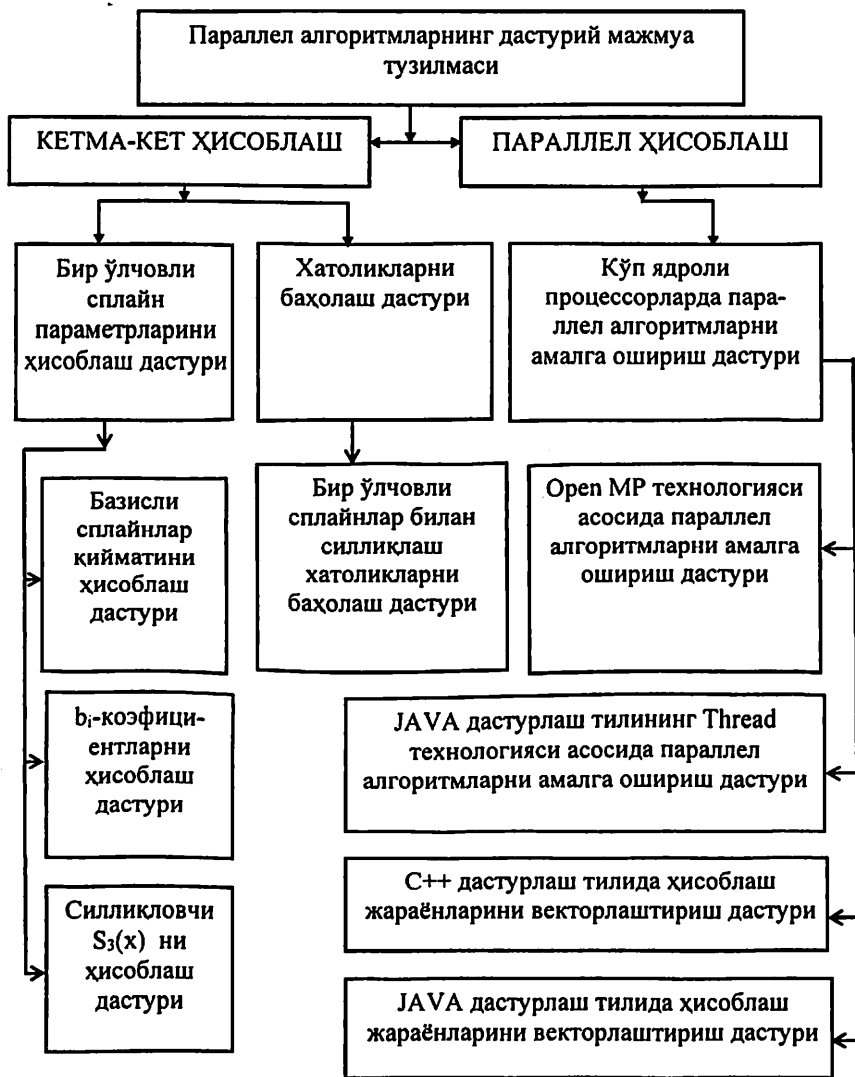 Параллел алгоритмларнинг дастурий мажмуа
тузилмаси
КЕТМА-КЕТ ҲИСОБЛАШ
ПАРАЛЛЕЛ ҲИСОБЛАШ
Бир ўлчовли
сплайн
параметрларини
ҳисоблаш дастури
Хатоликларни
баҳолаш дастури
Кўп ядроли
процессорларда пара-
ллел алгоритмларни
амалга ошириш дастури
Базисли
сплайнлар
қийматини
ҳисоблаш
дастури
Бир ўлчовли
сплайнлар билан
силлиқлаш
хатоликларни
баҳолаш дастури
Open MP технологияси
асосида параллел
алгоритмларни амалга
ошириш дастури
bᵢ-коэфици-
ентларни
ҳисоблаш
дастури
JAVA дастурлаш тилининг Thread
технологияси асосида параллел
алгоритмларни амалга ошириш дастури
C++ дастурлаш тилида ҳисоблаш
жараёнларини векторлаштириш дастури
Силлиқловчи
S₃(x) ни
ҳисоблаш
дастури
JAVA дастурлаш тилида ҳисоблаш
жараёнларини векторлаштириш дастури